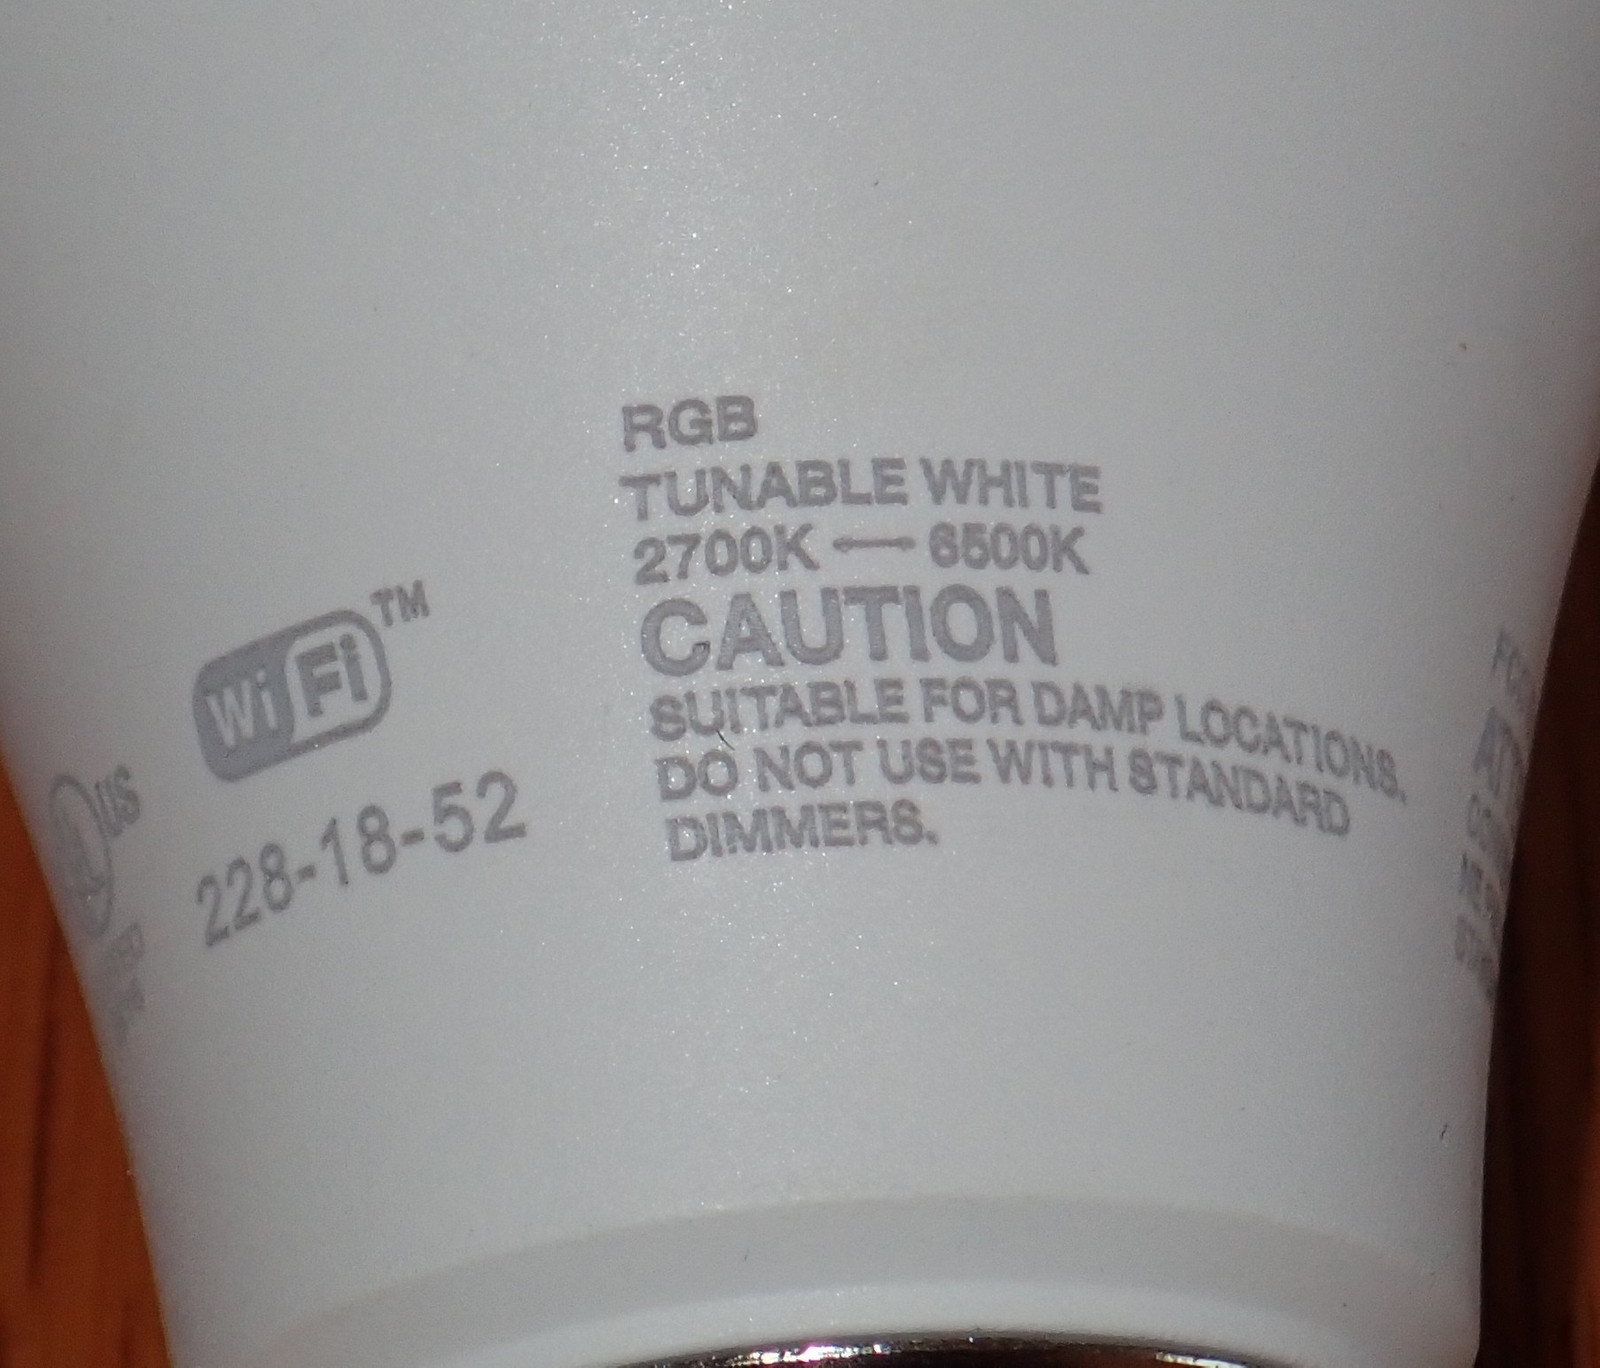 RGB
TUNABLE WHITE
2700K — 6500K
CAUTION
SUITABLE FOR DAMP LOCATIONS.
DO NOT USE WITH STANDARD
DIMMERS.
WiFi™
228-18-52
US